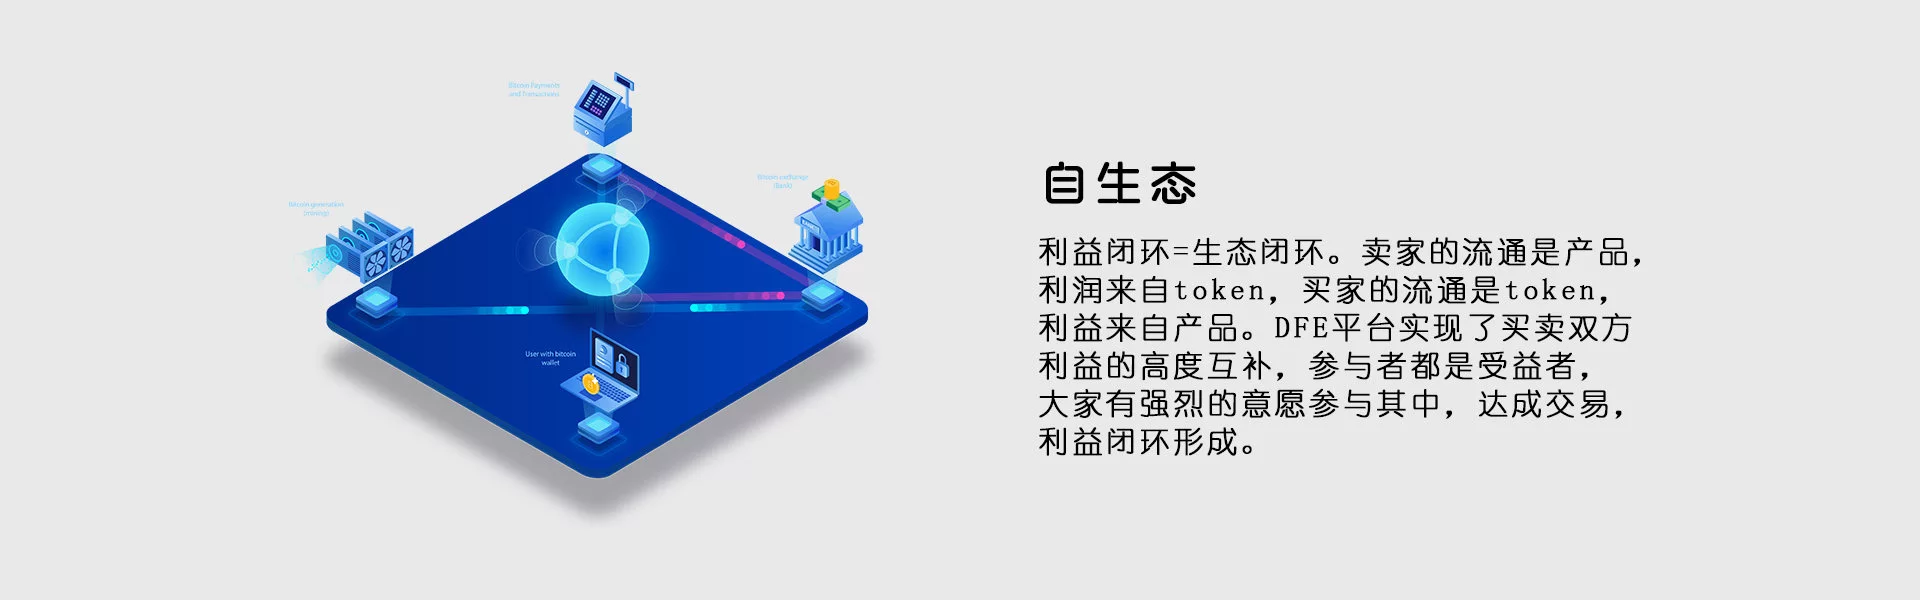 Bitcoin Payments
and Transactions
Bitcoin exchange
(Bank)
Bitcoin generation
(mining)
User with bitcoin
wallet
自生态
利益闭环=生态闭环。卖家的流通是产品，
利润来自token，买家的流通是token，
利益来自产品。DFE平台实现了买卖双方
利益的高度互补，参与者都是受益者，
大家有强烈的意愿参与其中，达成交易，
利益闭环形成。